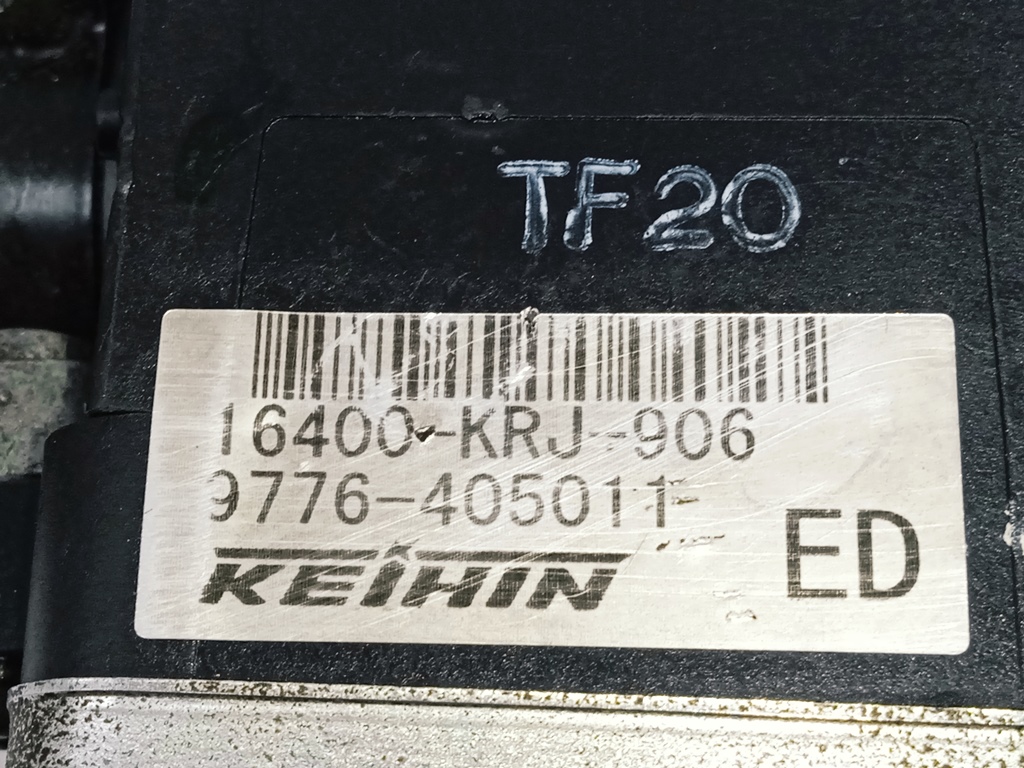 TF20
16400-KRJ-906
9776-405011
KEIHIN
ED